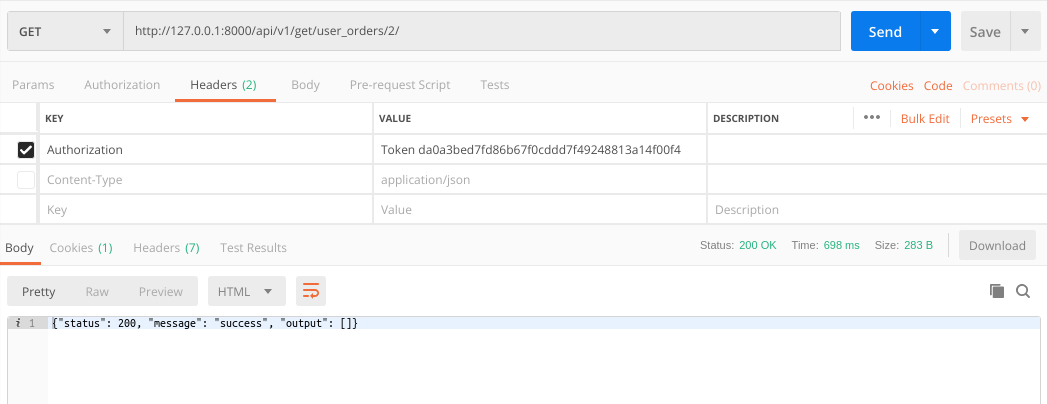 GET http://127.0.0.1:8000/api/v1/get/user_orders/2/ Send Save
Params Authorization Headers (2) Body Pre-request Script Tests Cookies Code Comments (0)
KEY VALUE DESCRIPTION ••• Bulk Edit Presets
Authorization Token da0a3bed7fd86b67f0cddd7f49248813a14f00f4
Content-Type application/json
Key Value Description
Body Cookies (1) Headers (7) Test Results Status: 200 OK Time: 698 ms Size: 283 B Download
Pretty Raw Preview HTML
i 1 {"status": 200, "message": "success", "output": []}